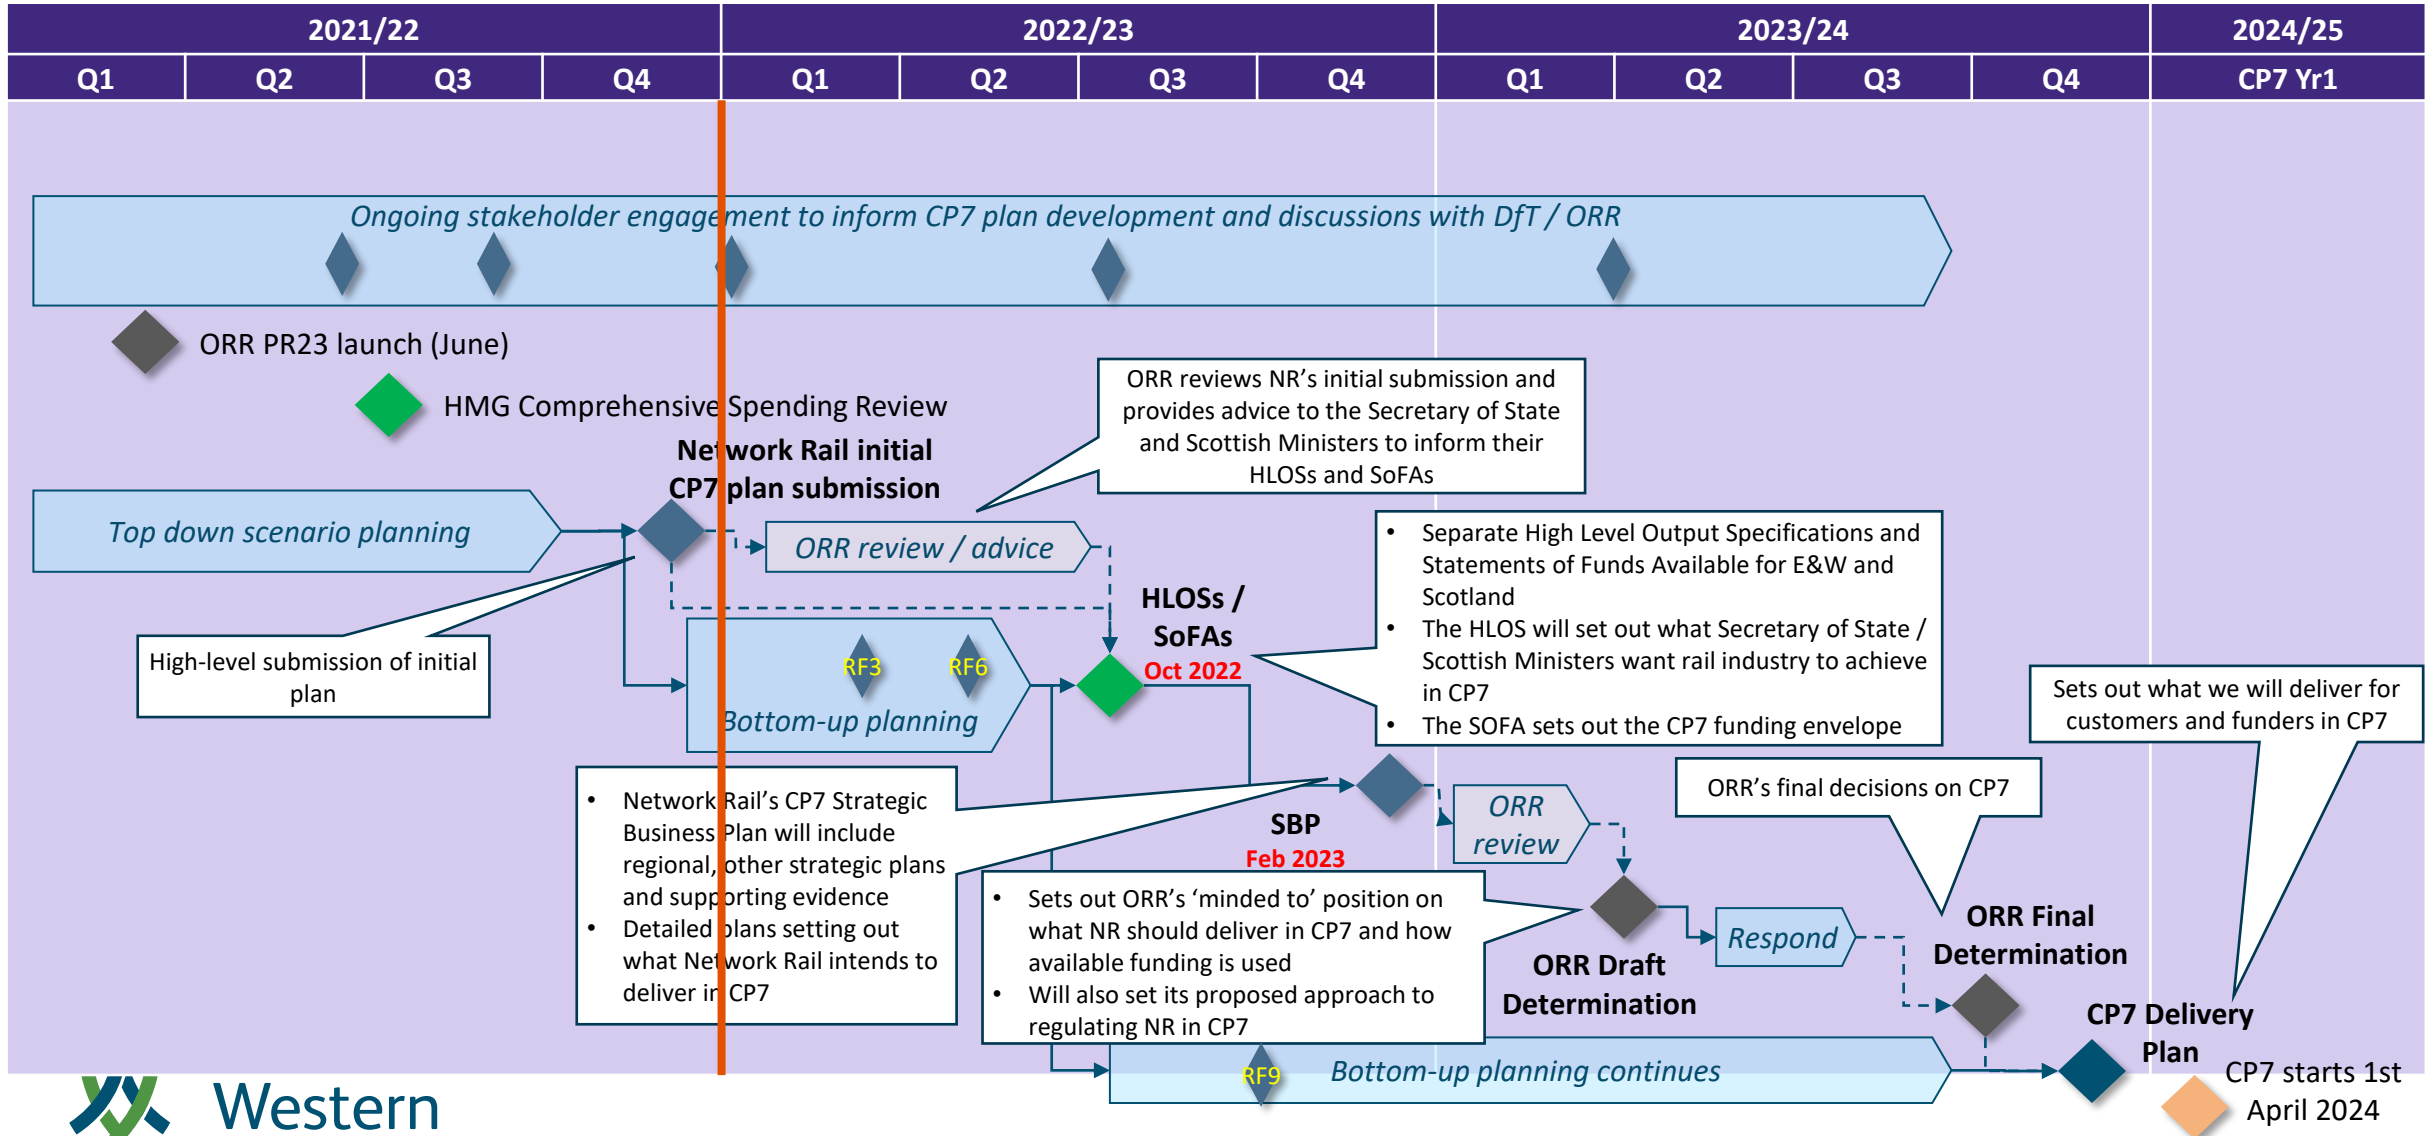 2021/22
2022/23
2023/24
2024/25
Q1
Q2
Q3
Q4
Q1
Q2
Q3
Q4
Q1
Q2
Q3
Q4
CP7 Yr1
Ongoing stakeholder engagement to inform CP7 plan development and discussions with DfT / ORR
ORR PR23 launch (June)
HMG Comprehensive Spending Review
ORR reviews NR's initial submission and
provides advice to the Secretary of State
and Scottish Ministers to inform their
HLOSs and SoFAs
Network Rail initial
CP7 plan submission
Top down scenario planning
ORR review / advice
• Separate High Level Output Specifications and
Statements of Funds Available for E&W and
Scotland
• The HLOS will set out what Secretary of State /
Scottish Ministers want rail industry to achieve
in CP7
• The SOFA sets out the CP7 funding envelope
HLOSs /
SoFAs
Oct 2022
High-level submission of initial
plan
RF3
RF6
Bottom-up planning
Sets out what we will deliver for
customers and funders in CP7
• Network Rail's CP7 Strategic
Business Plan will include
regional, other strategic plans
and supporting evidence
• Detailed plans setting out
what Network Rail intends to
deliver in CP7
SBP
Feb 2023
ORR
review
ORR's final decisions on CP7
• Sets out ORR's ‘minded to’ position on
what NR should deliver in CP7 and how
available funding is used
• Will also set its proposed approach to
regulating NR in CP7
ORR Draft
Determination
Respond
ORR Final
Determination
CP7 Delivery
Plan
RF9
Bottom-up planning continues
CP7 starts 1st
April 2024
Western